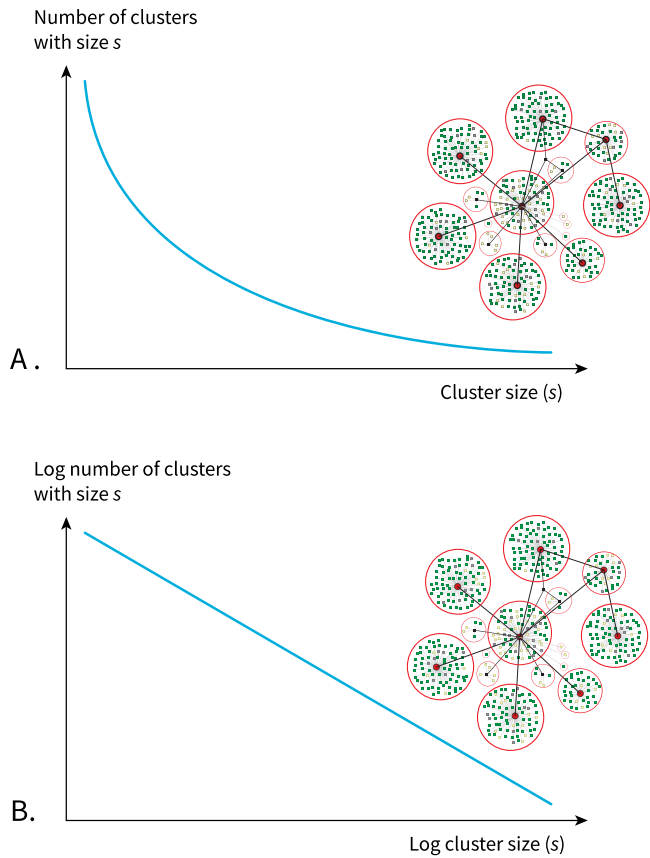 Number of clusters
with size s
A .
Cluster size (s)
Log number of clusters
with size s
B.
Log cluster size (s)